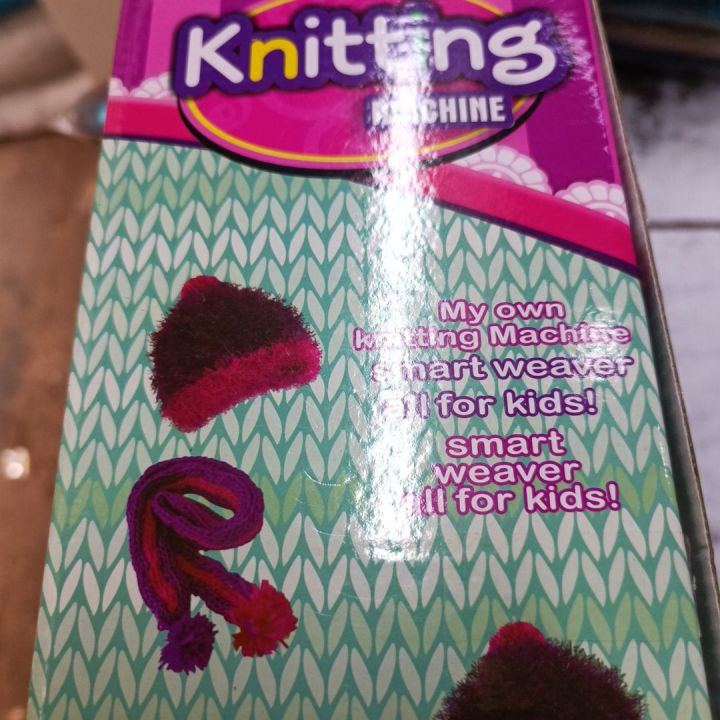 Knitting
MACHINE
My own
knitting Machine
smart weaver
all for kids!
smart
weaver
all for kids!